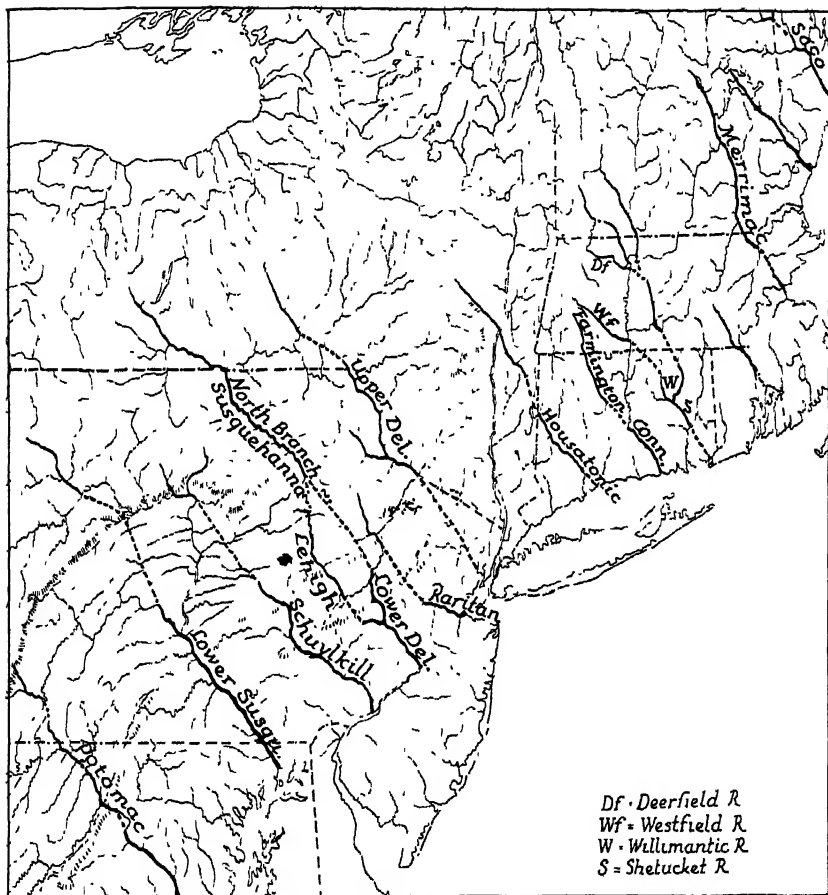 Saco
Merrimac
Df
Wf
Farmington
Conn
W
S
Upper Del
Housatonic
North Branch
Susquehanna
Lehigh
Lower Del
Raritan
Schuylkill
Lower Susqu.
Potomac
Df · Deerfield R
Wf = Westfield R
W · Willimantic R
S = Shetucket R